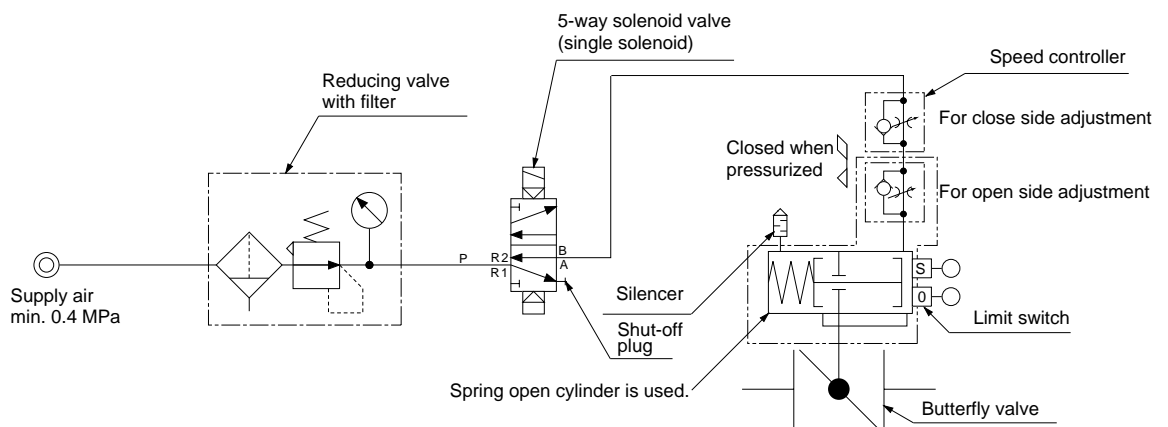 5-way solenoid valve
(single solenoid)
Speed controller
Reducing valve
with filter
For close side adjustment
Closed when
pressurized
For open side adjustment
P
R2
B
R1
A
S
0
Supply air
min. 0.4 MPa
Silencer
Shut-off
plug
Limit switch
Spring open cylinder is used.
Butterfly valve